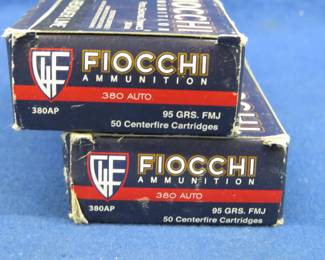 FIOCCHI
AMMUNITION
380 AUTO
380AP
95 GRS. FMJ
50 Centerfire Cartridges
FIOCCHI
AMMUNITION
380 AUTO
380AP
95 GRS. FMJ
50 Centerfire Cartridges